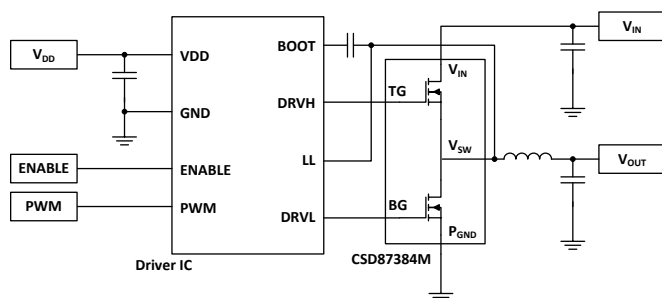 V_DD
VDD
GND
ENABLE
ENABLE
PWM
PWM
BOOT
DRVH
LL
DRVL
Driver IC
TG
BG
V_IN
V_SW
P_GND
CSD87384M
V_IN
V_OUT